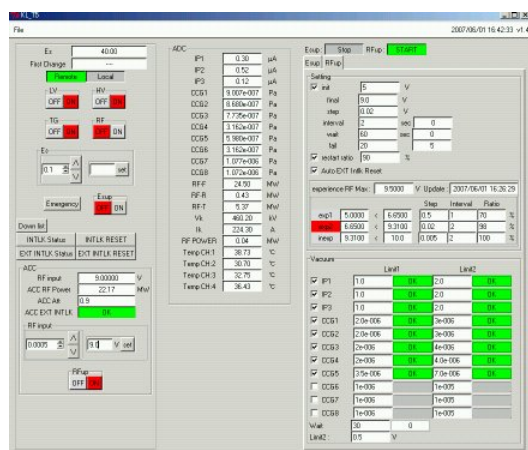 KL_T5
File
2007/06/01 16:42:33 v1.4
Es 40.00
First Change ---
Remote Local
LV HV
OFF ON OFF ON
TG RF
OFF ON OFF ON
Es
0.1 set
Emergency Esup
OFF ON
Down list
INTLK Status INTLK RESET
EXT INTLK Status EXT INTLK RESET
ACC
RF input 9.00000 V
ACC RF Power 22.17 MW
ACC Att 0.9
ACC EXT INTLK OK
RF input
0.0005 9.0 V set
RFup
OFF ON
ADC
IP1 0.30 μA
IP2 0.52 μA
IP3 0.12 μA
CCG1 9.007e-007 Pa
CCG2 8.680e-007 Pa
CCG3 7.735e-007 Pa
CCG4 3.162e-007 Pa
CCG5 5.980e-007 Pa
CCG6 3.162e-007 Pa
CCG7 1.077e-006 Pa
CCG8 1.072e-006 Pa
RF-F 24.50 MW
RF-R 0.43 MW
RF-T 5.37 MW
Vk 460.20 kV
Ik 224.30 A
RF POWER 0.04 MW
Temp CH:1 38.73 ℃
Temp CH:2 30.70 ℃
Temp CH:3 32.75 ℃
Temp CH:4 36.43 ℃
Esup : Stop RFup : START
Esup RFup
Setting
init 5 V
final 9.0 V
step 0.02 V
interval 2 sec 0
wait 60 sec 0
tail 20 5
restart ratio 90 %
Auto EXT Intlk Reset
experience RF Max : 9.5000 V Update : 2007/06/01 16:26:29
Step Interval Ratio
exp1 5.0000 < 6.6500 0.5 1 70 %
exp2 6.6500 < 9.3100 0.02 2 98 %
inexp 9.3100 < 10.0 0.005 2 100 %
Vacuum
Limit1 Limit2
IP1 1.0 OK 2.0 OK
IP2 1.0 OK 2.0 OK
IP3 1.0 OK 2.0 OK
CCG1 2.0e-006 OK 3e-006 OK
CCG2 2.0e-006 OK 3e-006 OK
CCG3 2e-006 OK 4e-006 OK
CCG4 2e-006 OK 4.0e-006 OK
CCG5 3.5e-006 OK 7.0e-006 OK
CCG6 1e-006 1e-005
CCG7 1e-006 1e-005
CCG8 1e-006 1e-005
Wait 30 0
Limit2 : 0.5 V